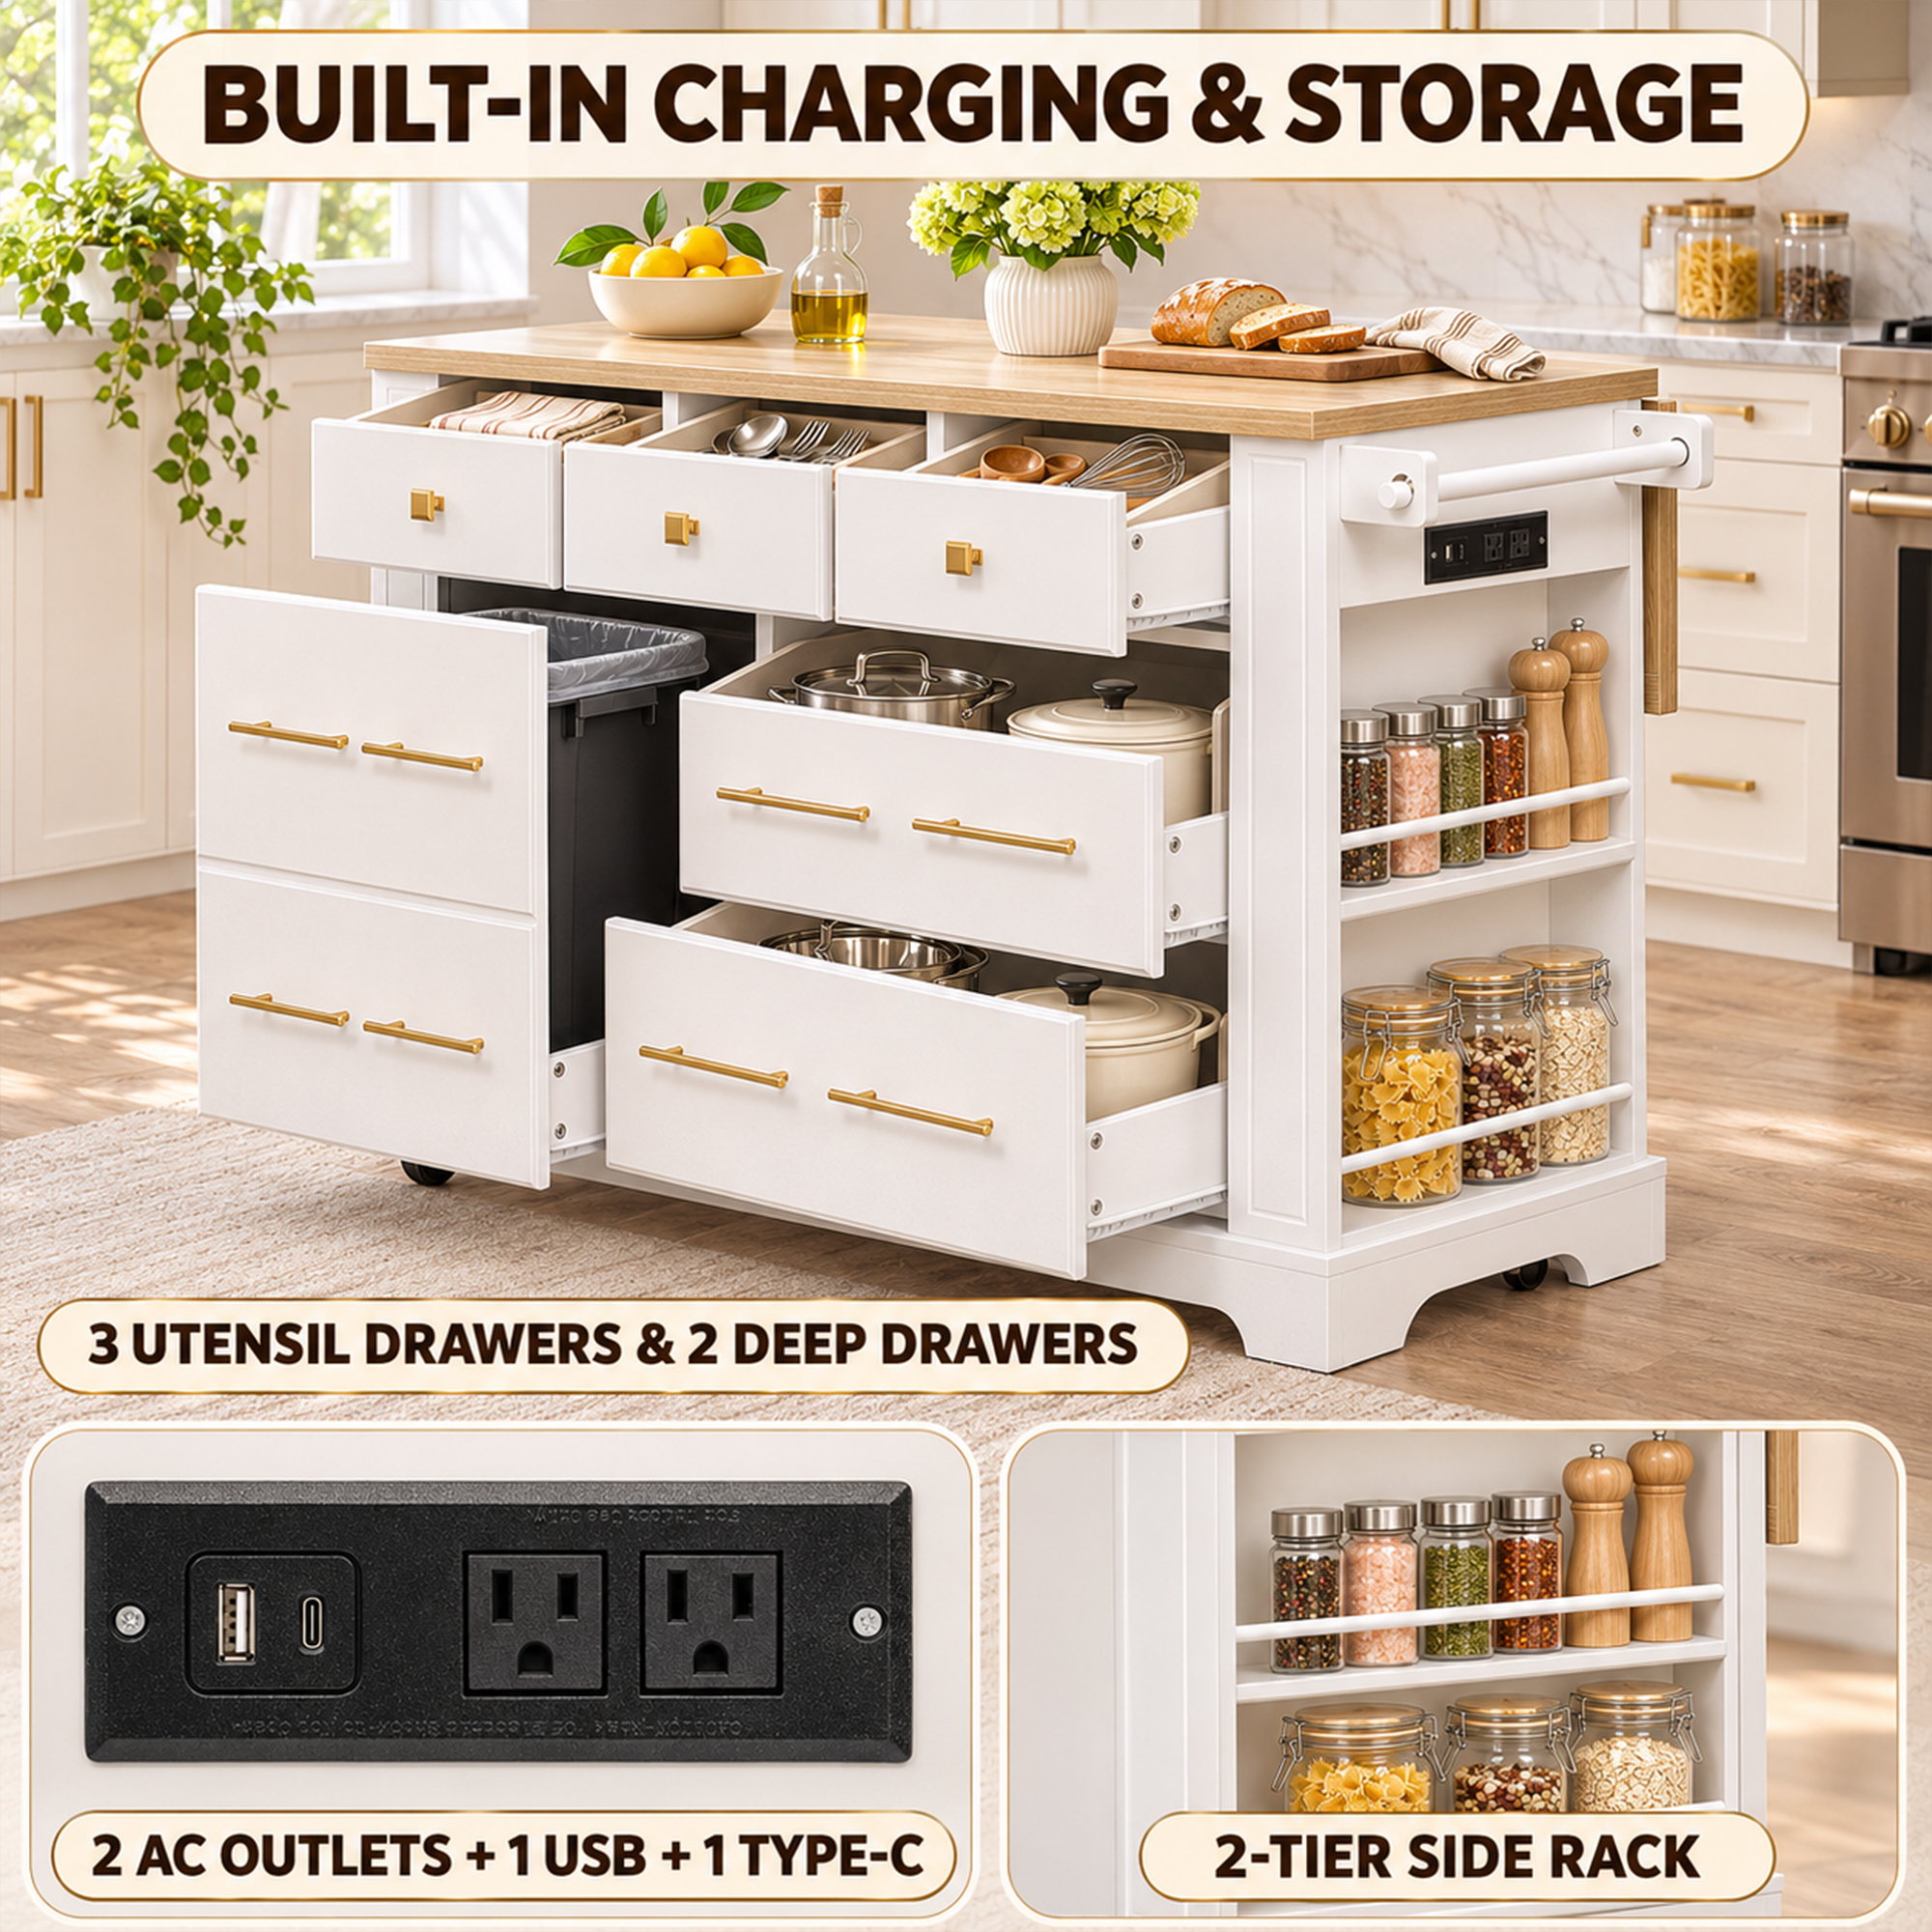 BUILT-IN CHARGING & STORAGE
3 UTENSIL DRAWERS & 2 DEEP DRAWERS
2 AC OUTLETS + 1 USB + 1 TYPE-C
2-TIER SIDE RACK